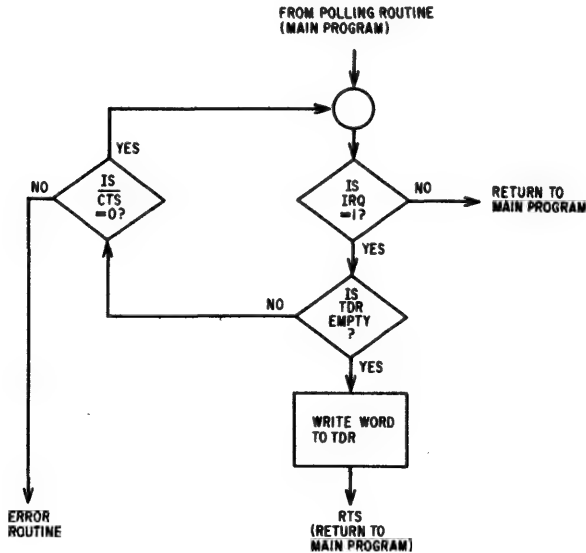 FROM POLLING ROUTINE
(MAIN PROGRAM)
YES
NO
IS
CTS
=0?
IS
IRQ
=1?
NO
RETURN TO
MAIN PROGRAM
YES
NO
IS
TDR
EMPTY
?
YES
WRITE WORD
TO TDR
ERROR
ROUTINE
RTS
(RETURN TO
MAIN PROGRAM)